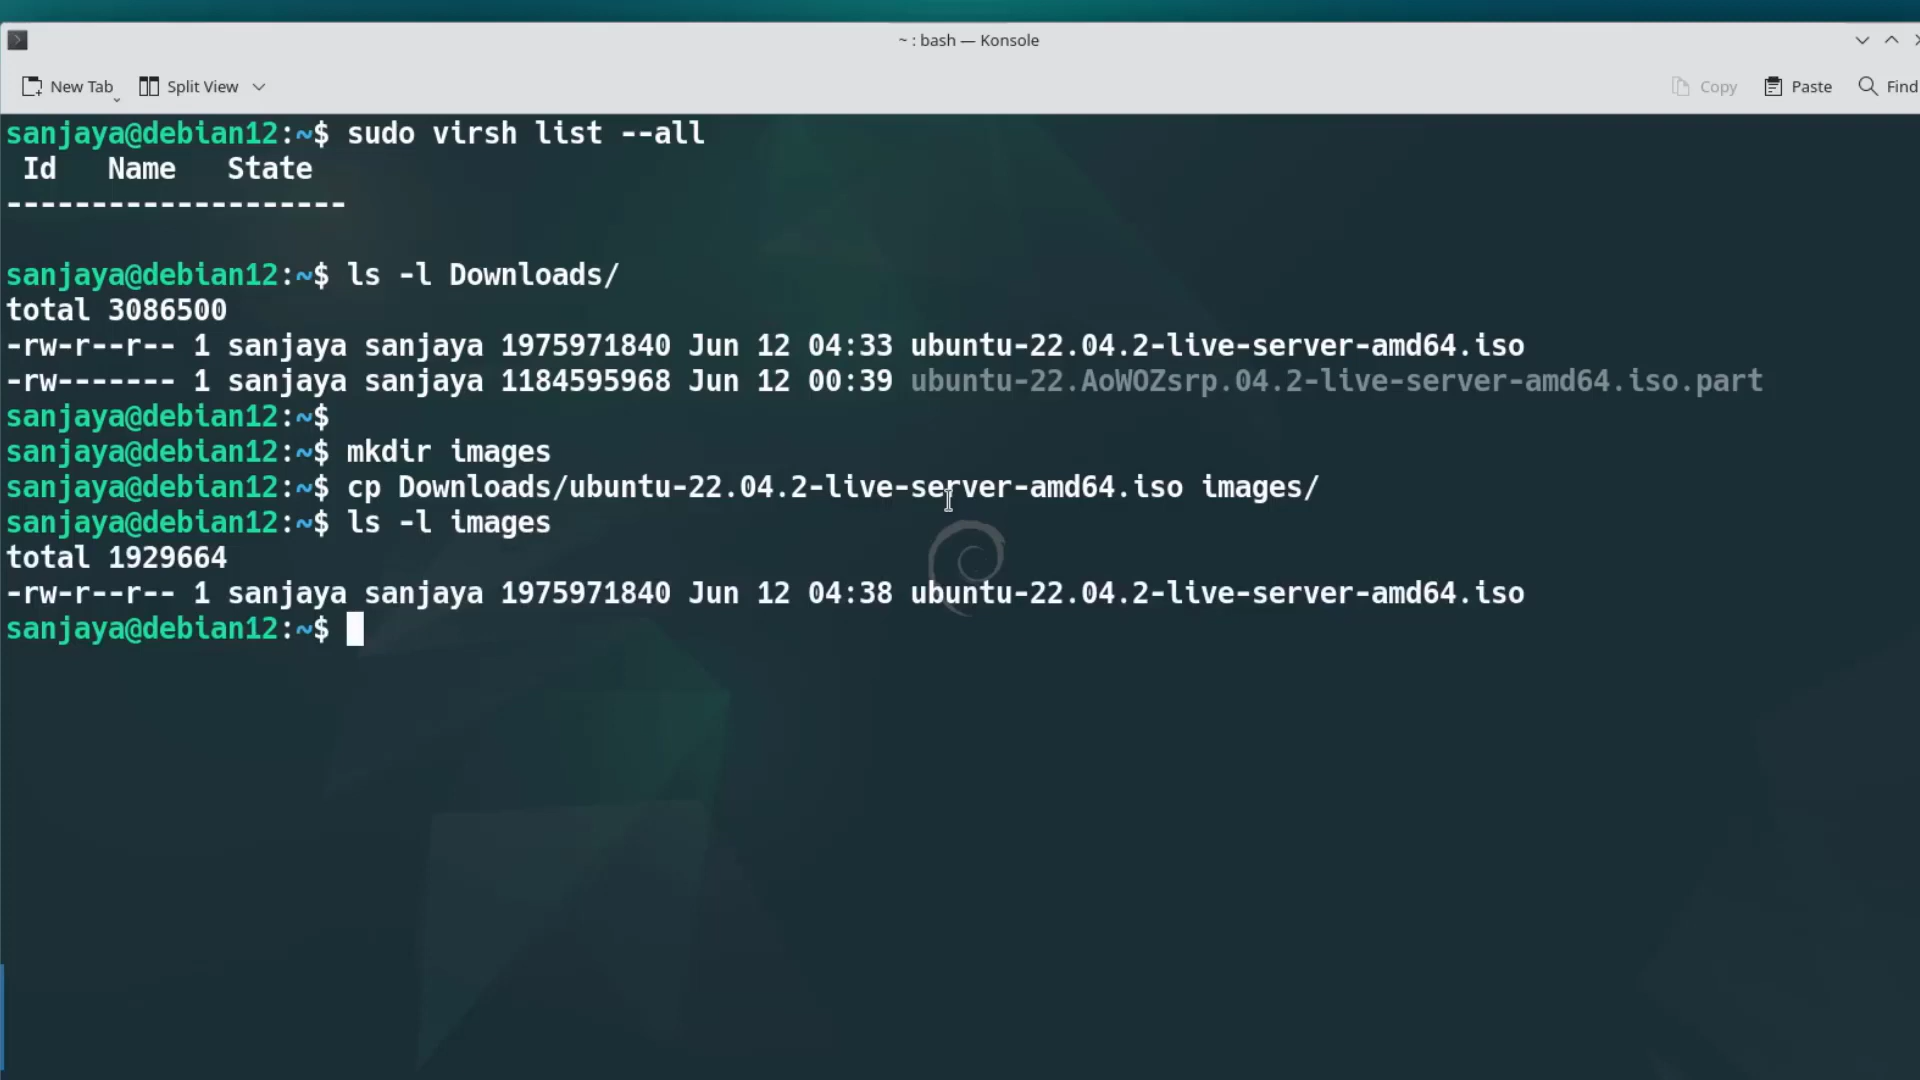 ~ : bash — Konsole
New Tab Split View Copy Paste Find
sanjaya@debian12:~$ sudo virsh list --all
Id Name State
--------------------
sanjaya@debian12:~$ ls -l Downloads/
total 3086500
-rw-r--r-- 1 sanjaya sanjaya 1975971840 Jun 12 04:33 ubuntu-22.04.2-live-server-amd64.iso
-rw------- 1 sanjaya sanjaya 1184595968 Jun 12 00:39 ubuntu-22.AoWOZsrp.04.2-live-server-amd64.iso.part
sanjaya@debian12:~$
sanjaya@debian12:~$ mkdir images
sanjaya@debian12:~$ cp Downloads/ubuntu-22.04.2-live-server-amd64.iso images/
sanjaya@debian12:~$ ls -l images
total 1929664
-rw-r--r-- 1 sanjaya sanjaya 1975971840 Jun 12 04:38 ubuntu-22.04.2-live-server-amd64.iso
sanjaya@debian12:~$